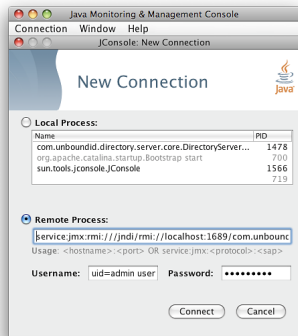 Java Monitoring & Management Console
Connection Window Help
JConsole: New Connection
New Connection
Java
Local Process:
Name PID
com.unboundid.directory.server.core.DirectoryServer... 1478
org.apache.catalina.startup.Bootstrap start 700
sun.tools.jconsole.JConsole 1566
719
Remote Process:
service:jmx:rmi:///jndi/rmi://localhost:1689/com.unbounc
Usage: <hostname>:<port> OR service:jmx:<protocol>:<sap>
Username: uid=admin user Password: •••••••••
Connect Cancel